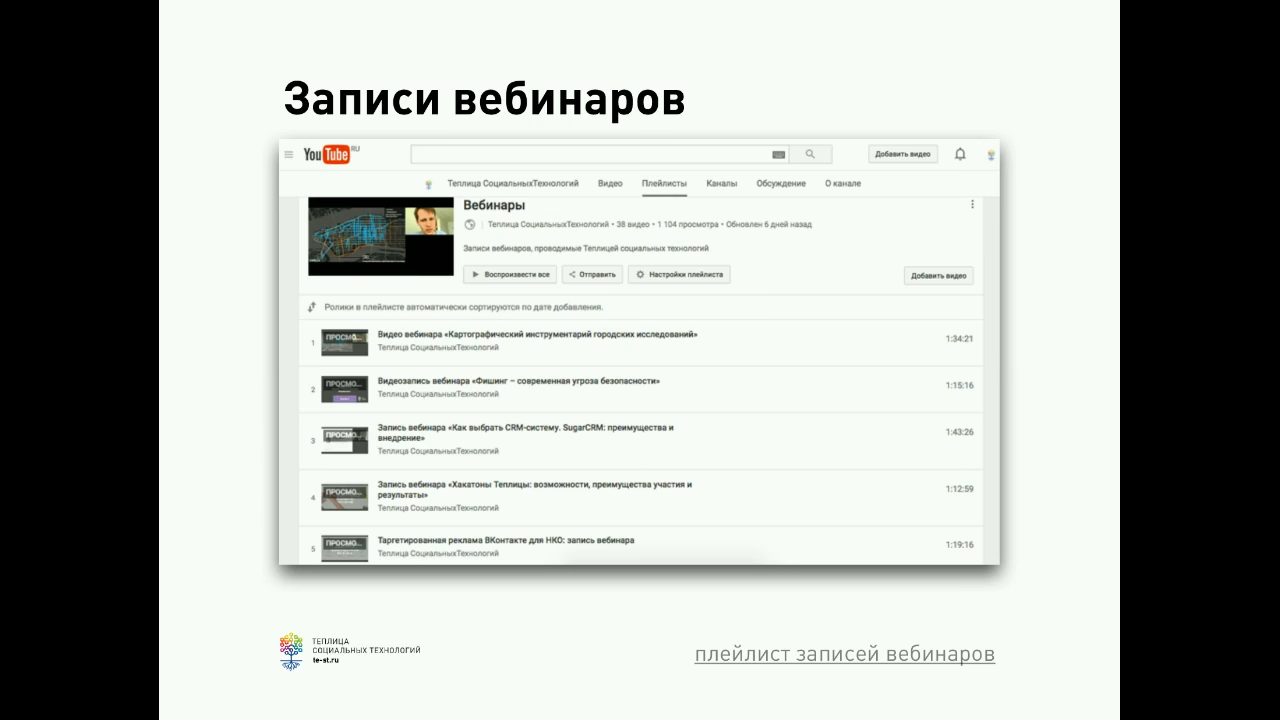 Записи вебинаров
YouTube RU
Добавить видео
Теплица СоциальныхТехнологий Видео Плейлисты Каналы Обсуждение О канале
Вебинары
Теплица СоциальныхТехнологий • 38 видео • 1 104 просмотра • Обновлен 6 дней назад
Записи вебинаров, проводимые Теплицей социальных технологий
Воспроизвести все Отправить Настройки плейлиста Добавить видео
Ролики в плейлисте автоматически сортируются по дате добавления.
1 ПРОСМО... Видео вебинара «Картографический инструментарий городских исследований» 1:34:21
Теплица СоциальныхТехнологий
2 ПРОСМО... Видеозапись вебинара «Фишинг – современная угроза безопасности» 1:15:16
Теплица СоциальныхТехнологий
3 ПРОСМО... Запись вебинара «Как выбрать CRM-систему. SugarCRM: преимущества и 1:43:26
внедрение»
Теплица СоциальныхТехнологий
4 ПРОСМО... Запись вебинара «Хакатоны Теплицы: возможности, преимущества участия и 1:12:59
результаты»
Теплица СоциальныхТехнологий
5 ПРОСМО... Таргетированная реклама ВКонтакте для НКО: запись вебинара 1:19:16
Теплица СоциальныхТехнологий
ТЕПЛИЦА
СОЦИАЛЬНЫХ ТЕХНОЛОГИЙ
te-st.ru
плейлист записей вебинаров